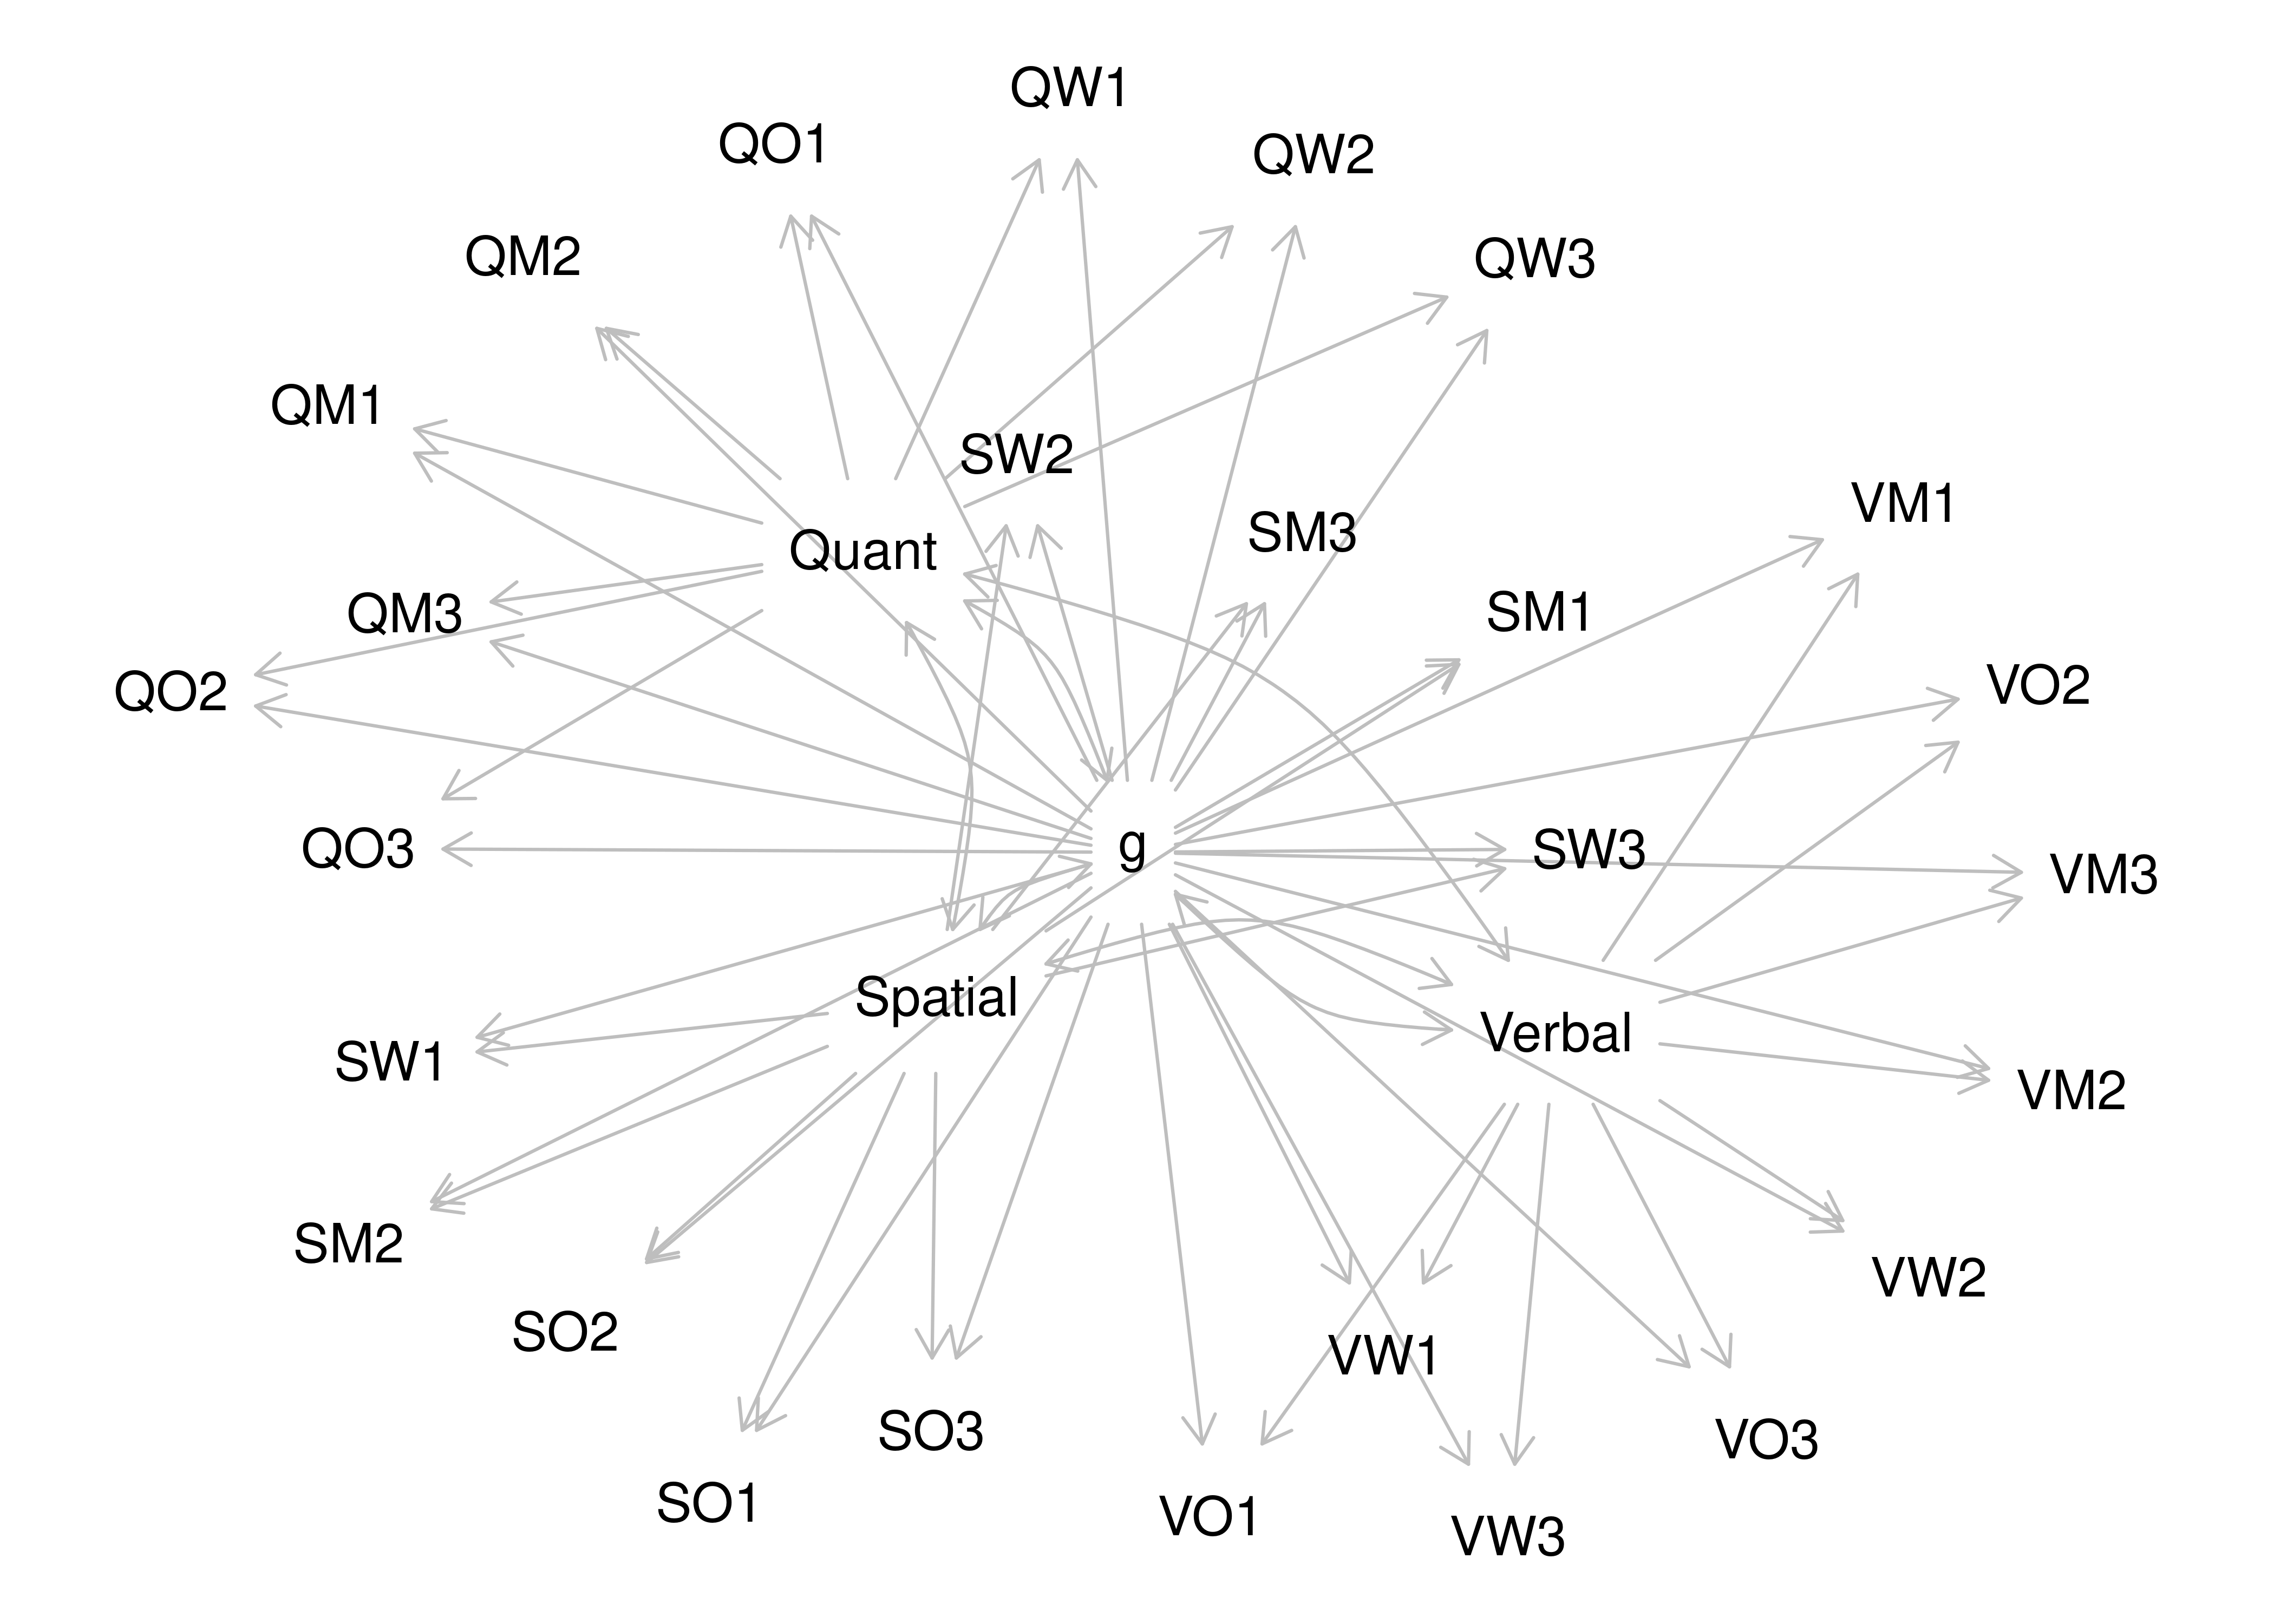 QW1
QO1
QW2
QM2
QW3
QM1
SW2
VM1
SM3
Quant
QM3
SM1
QO2
VO2
g
QO3
SW3
VM3
Spatial
Verbal
SW1
VM2
SM2
VW2
SO2
VW1
SO3
VO3
SO1
VO1
VW3